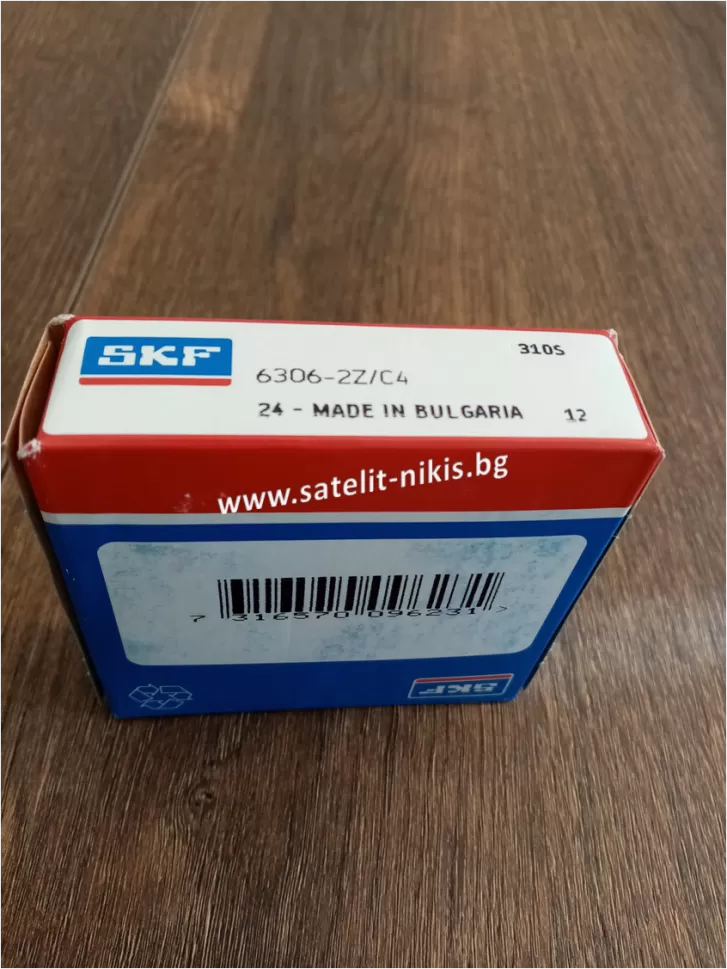 SKF
310S
6306-2Z/C4
24 - MADE IN BULGARIA 12
www.satelit-nikis.bg
7 316570 096231 >
SKF